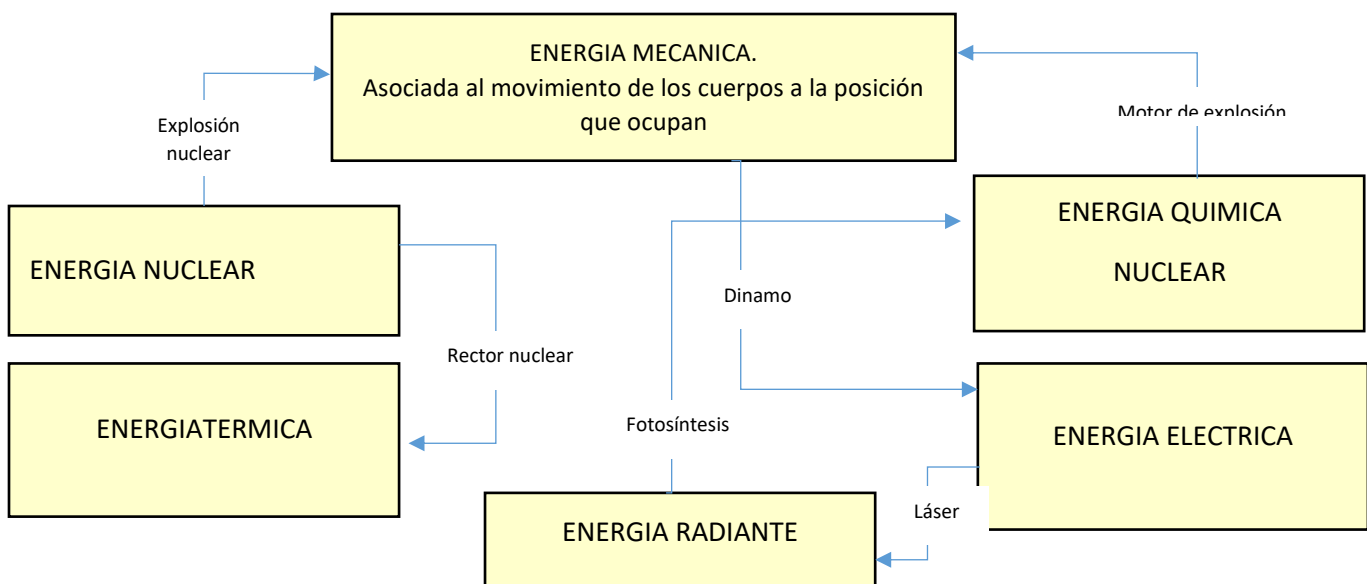 ENERGIA MECANICA.
Asociada al movimiento de los cuerpos a la posición
que ocupan
Explosión
nuclear
Motor de explosión
ENERGIA QUIMICA
NUCLEAR
ENERGIA NUCLEAR
Dinamo
Rector nuclear
ENERGIATERMICA
Fotosíntesis
ENERGIA ELECTRICA
Láser
ENERGIA RADIANTE